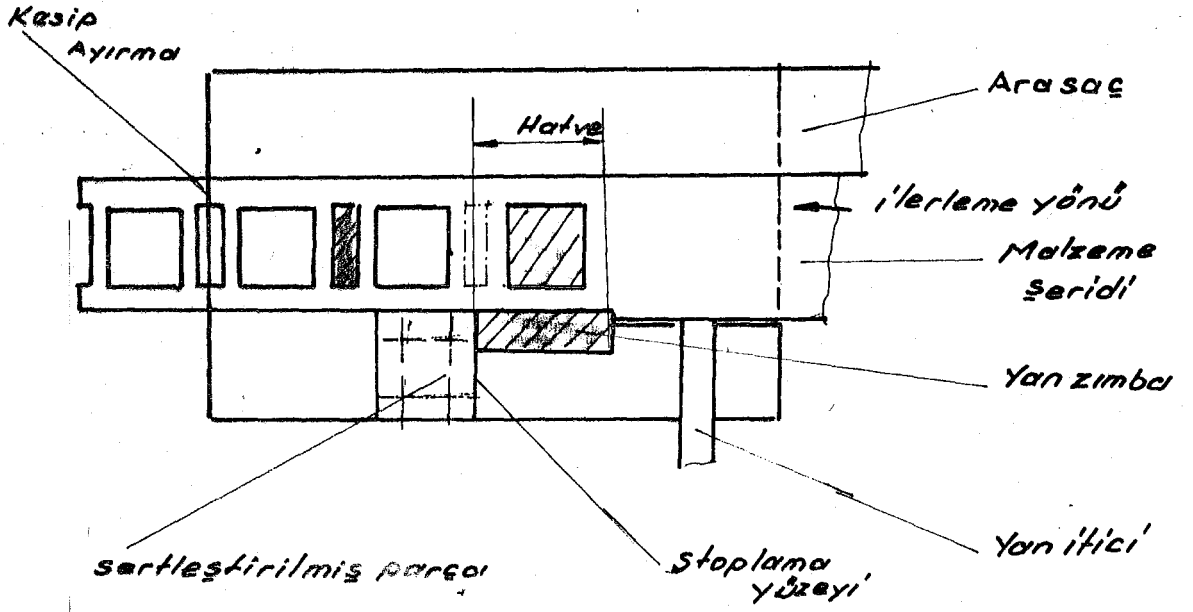 Kesip
Ayırma
Arasaç
Hatve
ilerleme yönü
Malzeme
şeridi
Yan zımba
Yan itici
sertleştirilmiş parça
Stoplama
yüzeyi